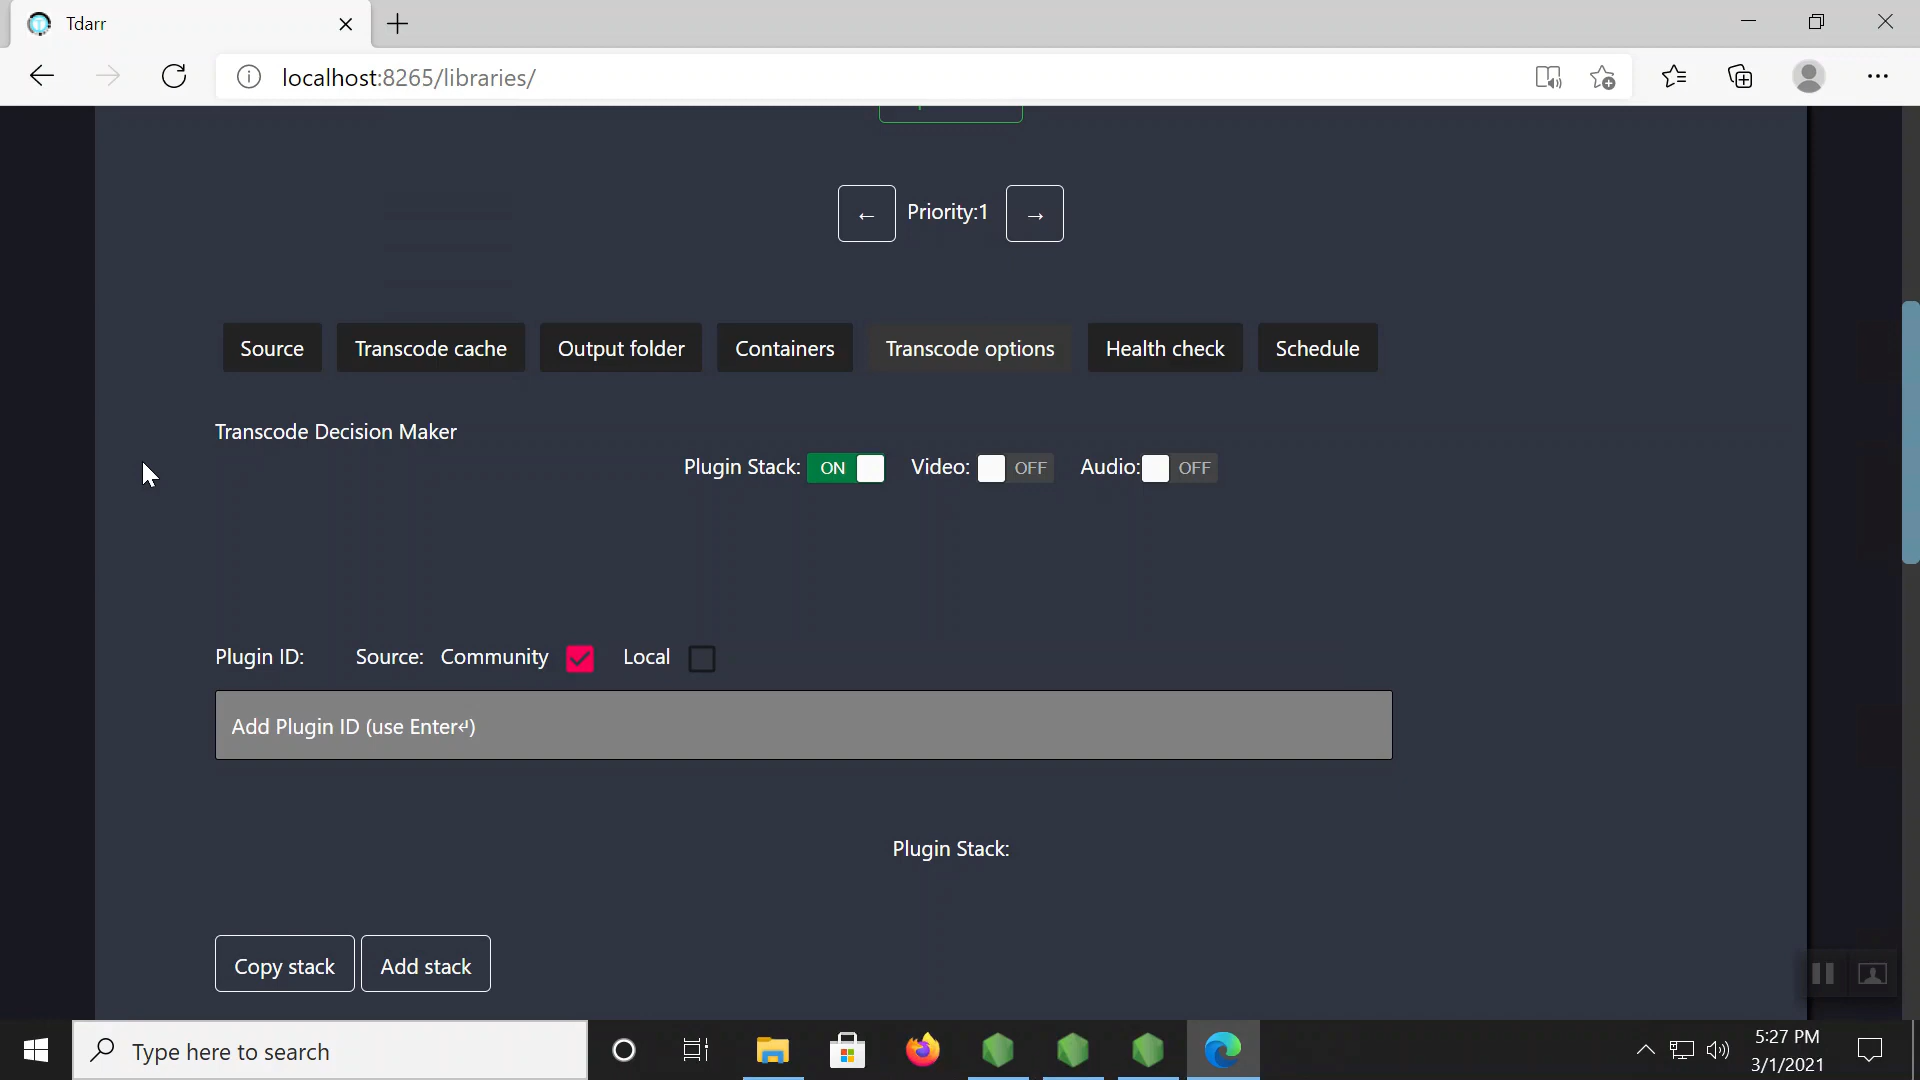 Tdarr
localhost:8265/libraries/
← Priority:1 →
Source Transcode cache Output folder Containers Transcode options Health check Schedule
Transcode Decision Maker
Plugin Stack: ON Video: OFF Audio: OFF
Plugin ID: Source: Community Local
Add Plugin ID (use Enter↵)
Plugin Stack:
Copy stack Add stack
Type here to search
5:27 PM
3/1/2021